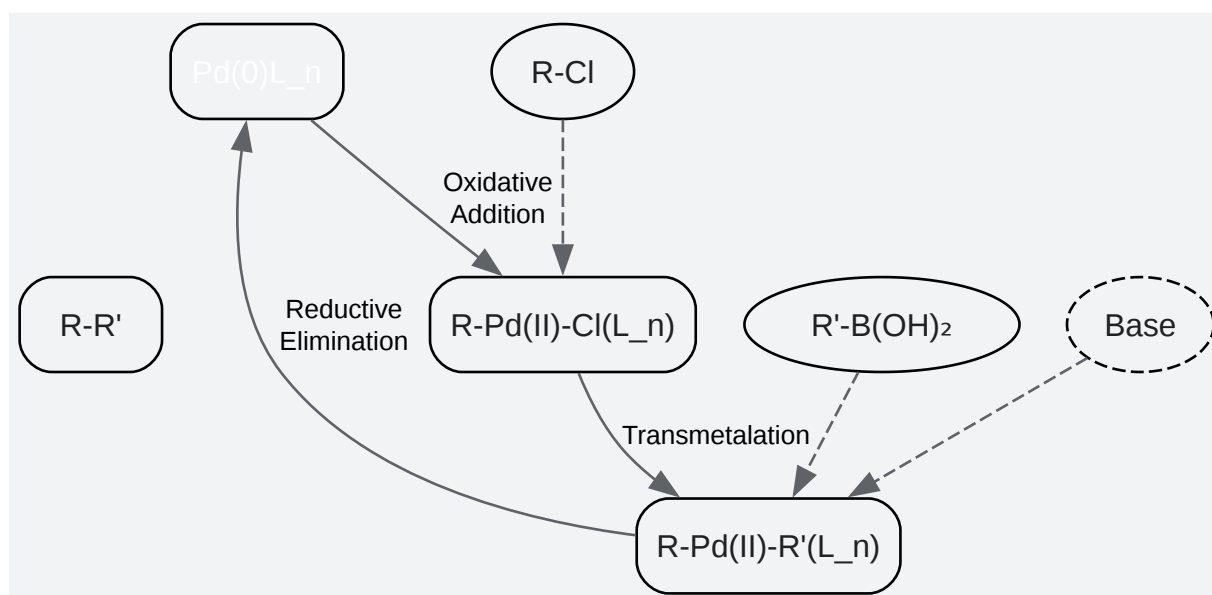 Pd(0)L_n
R-Cl
Oxidative
Addition
R-R'
Reductive
Elimination
R-Pd(II)-Cl(L_n)
R'-B(OH)₂
Base
Transmetalation
R-Pd(II)-R'(L_n)